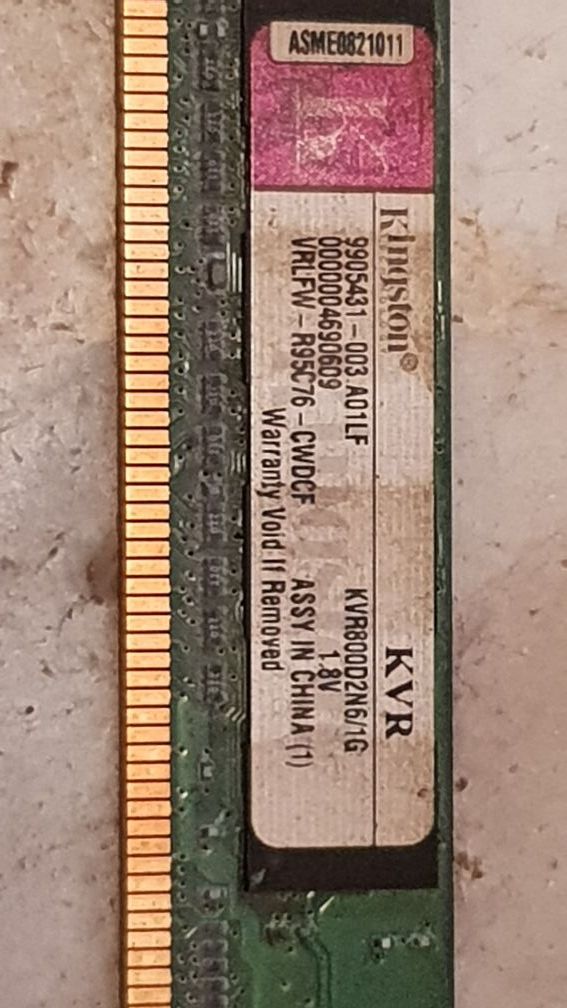 ASME0821011
Kingston®
KVR
9905431-003 A01LF
KVR800D2N6/1G
0000004690609
1.8V
VRLFW-R95C76-CWDCF
ASSY IN CHINA (1)
Warranty Void If Removed